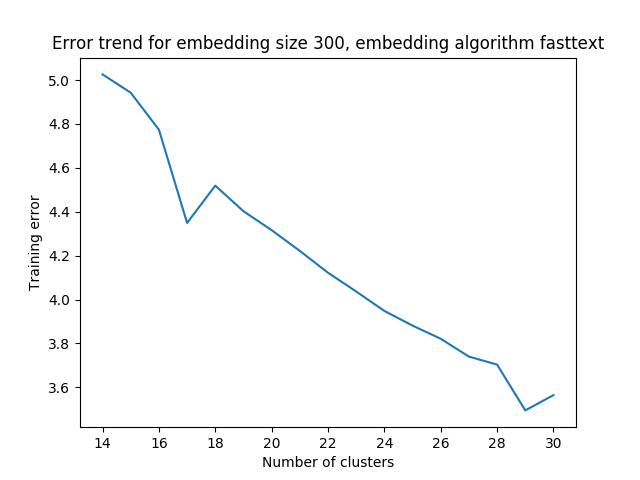 Error trend for embedding size 300, embedding algorithm fasttext
5.0
4.8
4.6
4.4
4.2
4.0
3.8
3.6
Training error
14 16 18 20 22 24 26 28 30
Number of clusters